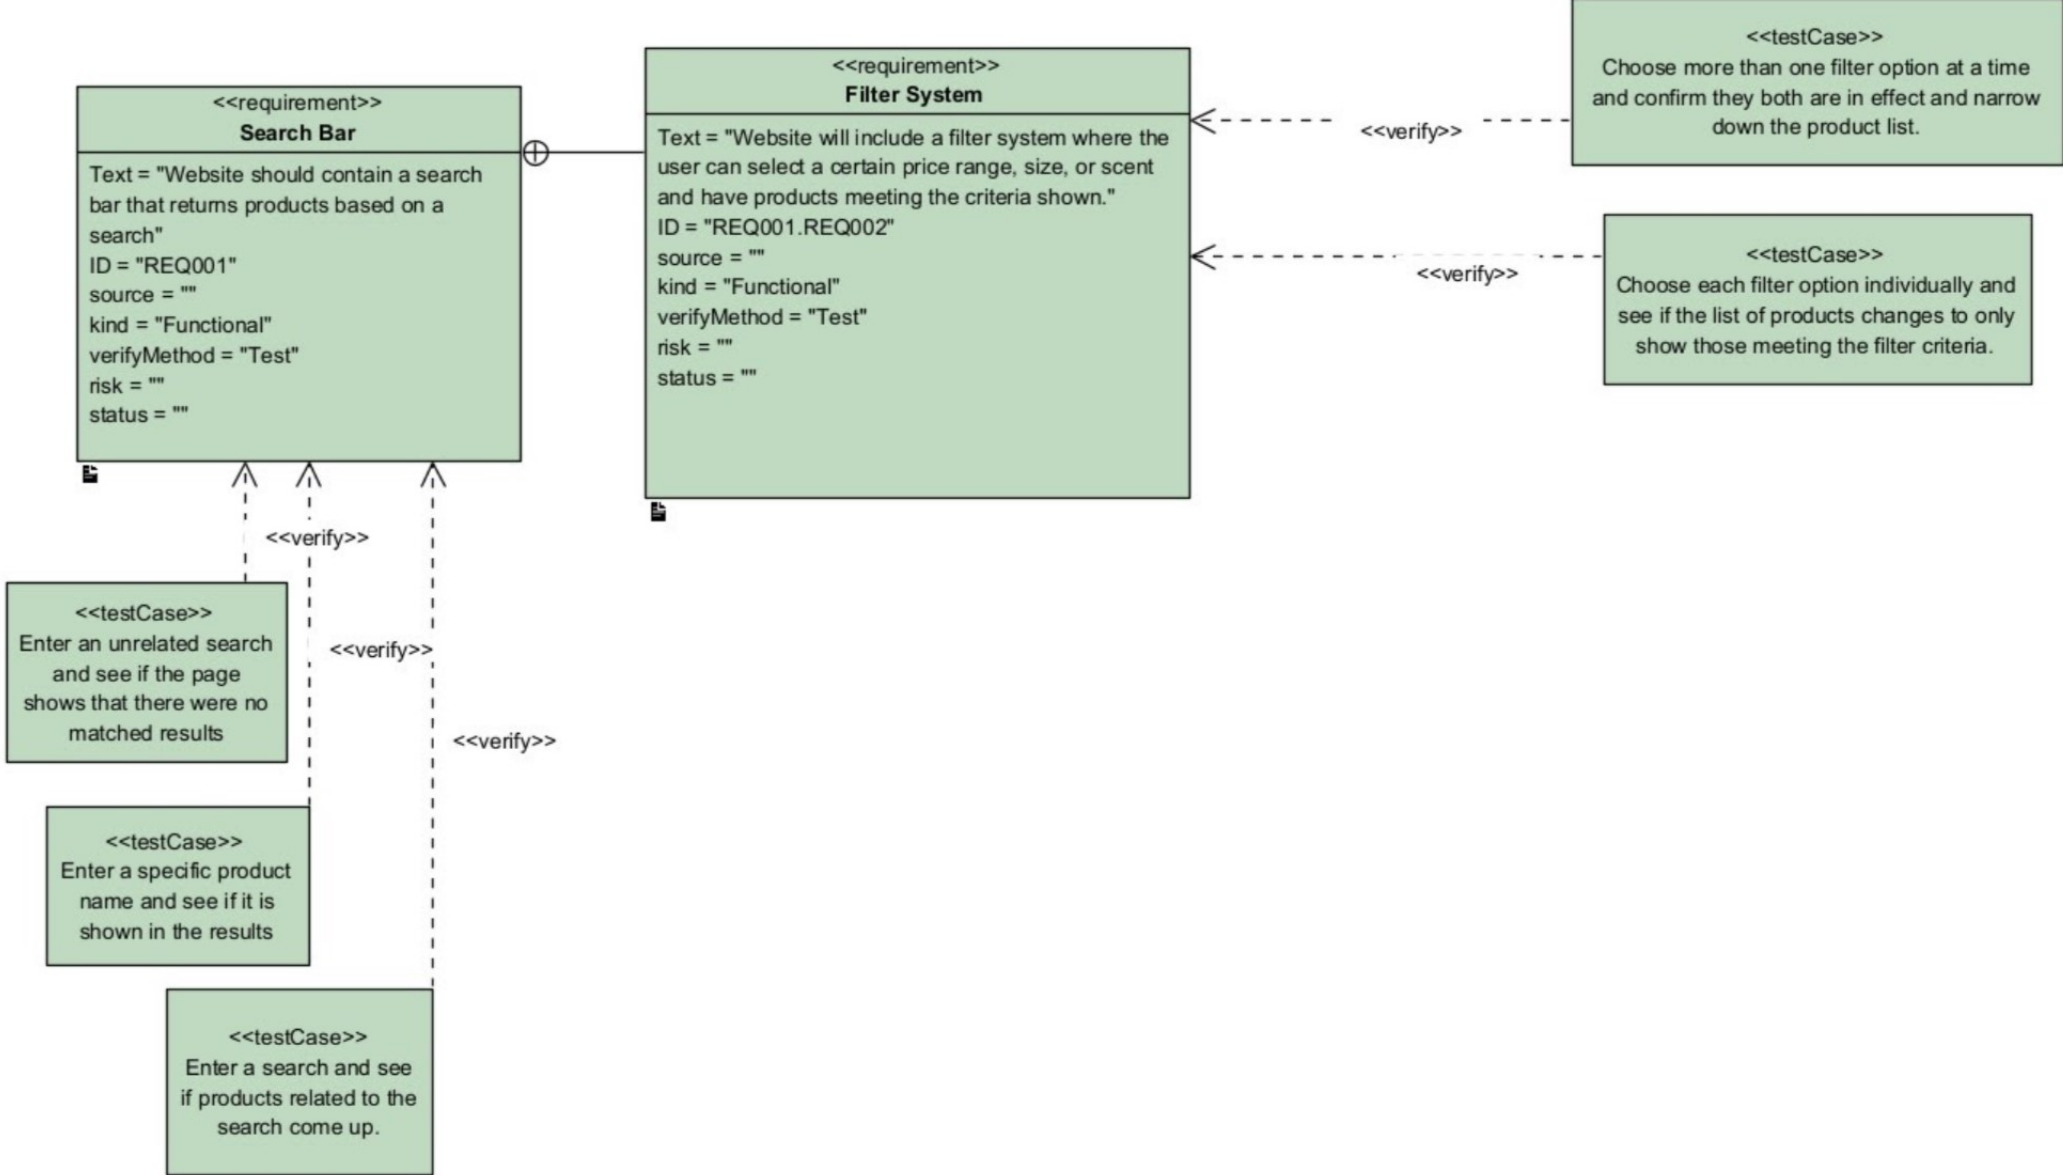 <<requirement>>
Search Bar
Text = "Website should contain a search
bar that returns products based on a
search"
ID = "REQ001"
source = ""
kind = "Functional"
verifyMethod = "Test"
risk = ""
status = ""
<<requirement>>
Filter System
Text = "Website will include a filter system where the
user can select a certain price range, size, or scent
and have products meeting the criteria shown."
ID = "REQ001.REQ002"
source = ""
kind = "Functional"
verifyMethod = "Test"
risk = ""
status = ""
<<verify>>
<<testCase>>
Choose more than one filter option at a time
and confirm they both are in effect and narrow
down the product list.
<<verify>>
<<testCase>>
Choose each filter option individually and
see if the list of products changes to only
show those meeting the filter criteria.
<<verify>>
<<testCase>>
Enter an unrelated search
and see if the page
shows that there were no
matched results
<<verify>>
<<testCase>>
Enter a specific product
name and see if it is
shown in the results
<<verify>>
<<testCase>>
Enter a search and see
if products related to the
search come up.